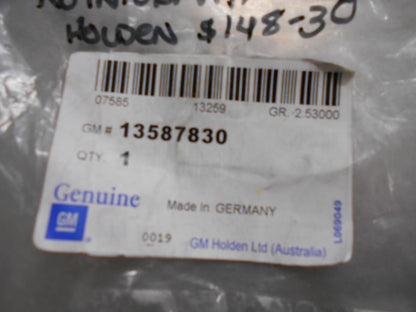 HOLDEN $148-30
07585 13259 GR. 2.53000
GM # 13587830
QTY. 1
Genuine
GM
Made In GERMANY
0019 GM Holden Ltd (Australia)
L069049